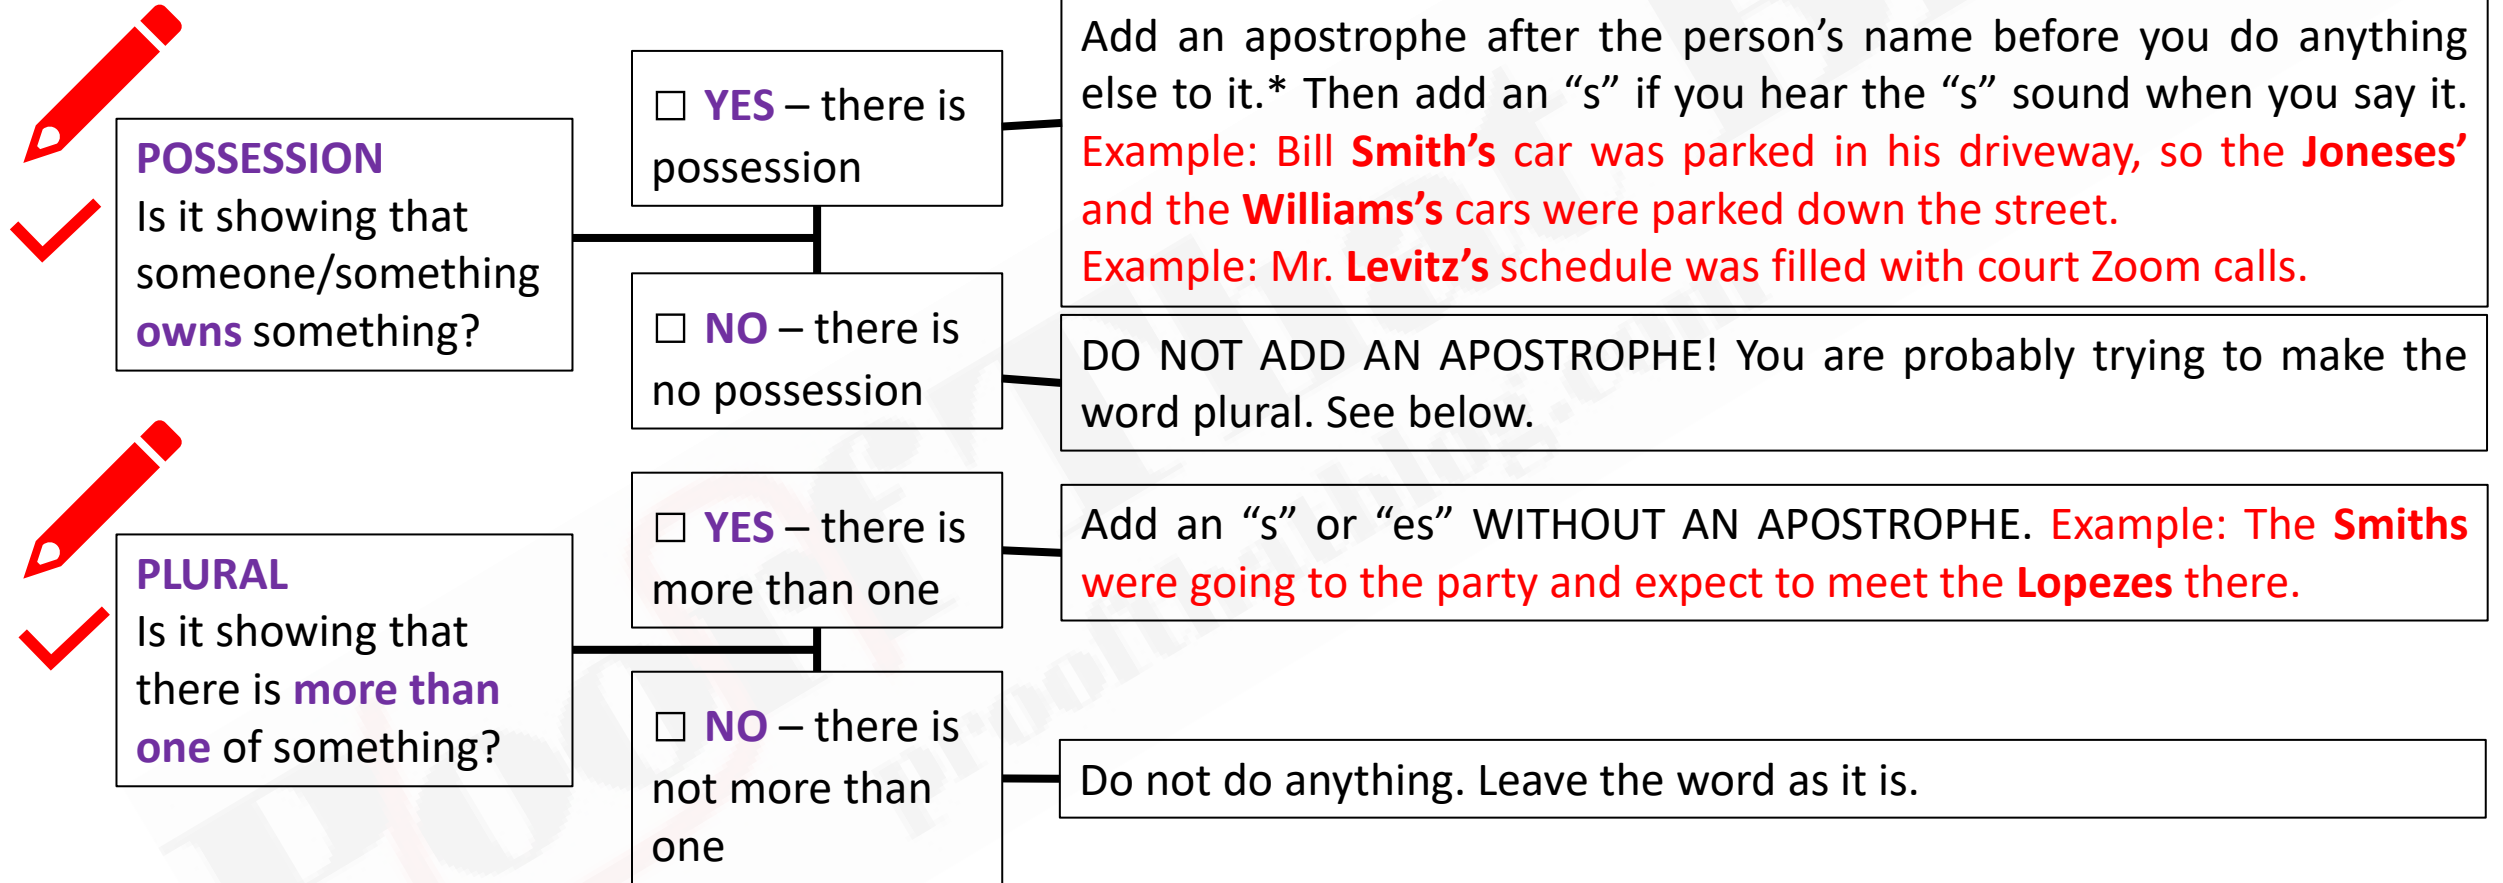 POSSESSION
Is it showing that
someone/something
owns something?
☐ YES – there is
possession
Add an apostrophe after the person’s name before you do anything
else to it.* Then add an “s” if you hear the “s” sound when you say it.
Example: Bill Smith’s car was parked in his driveway, so the Joneses’
and the Williams’s cars were parked down the street.
Example: Mr. Levitz’s schedule was filled with court Zoom calls.
☐ NO – there is
no possession
DO NOT ADD AN APOSTROPHE! You are probably trying to make the
word plural. See below.
PLURAL
Is it showing that
there is more than
one of something?
☐ YES – there is
more than one
Add an “s” or “es” WITHOUT AN APOSTROPHE. Example: The Smiths
were going to the party and expect to meet the Lopezes there.
☐ NO – there is
not more than
one
Do not do anything. Leave the word as it is.
proofthatblog.com